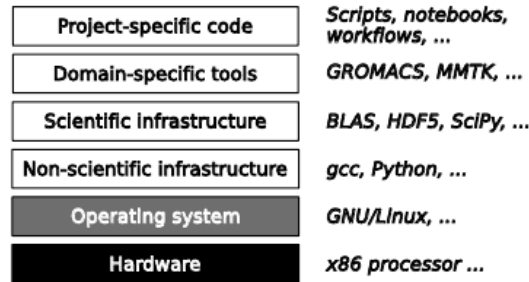 Project-specific code
Scripts, notebooks,
workflows, ...
Domain-specific tools
GROMACS, MMTK, ...
Scientific infrastructure
BLAS, HDF5, SciPy, ...
Non-scientific infrastructure
gcc, Python, ...
Operating system
GNU/Linux, ...
Hardware
x86 processor ...